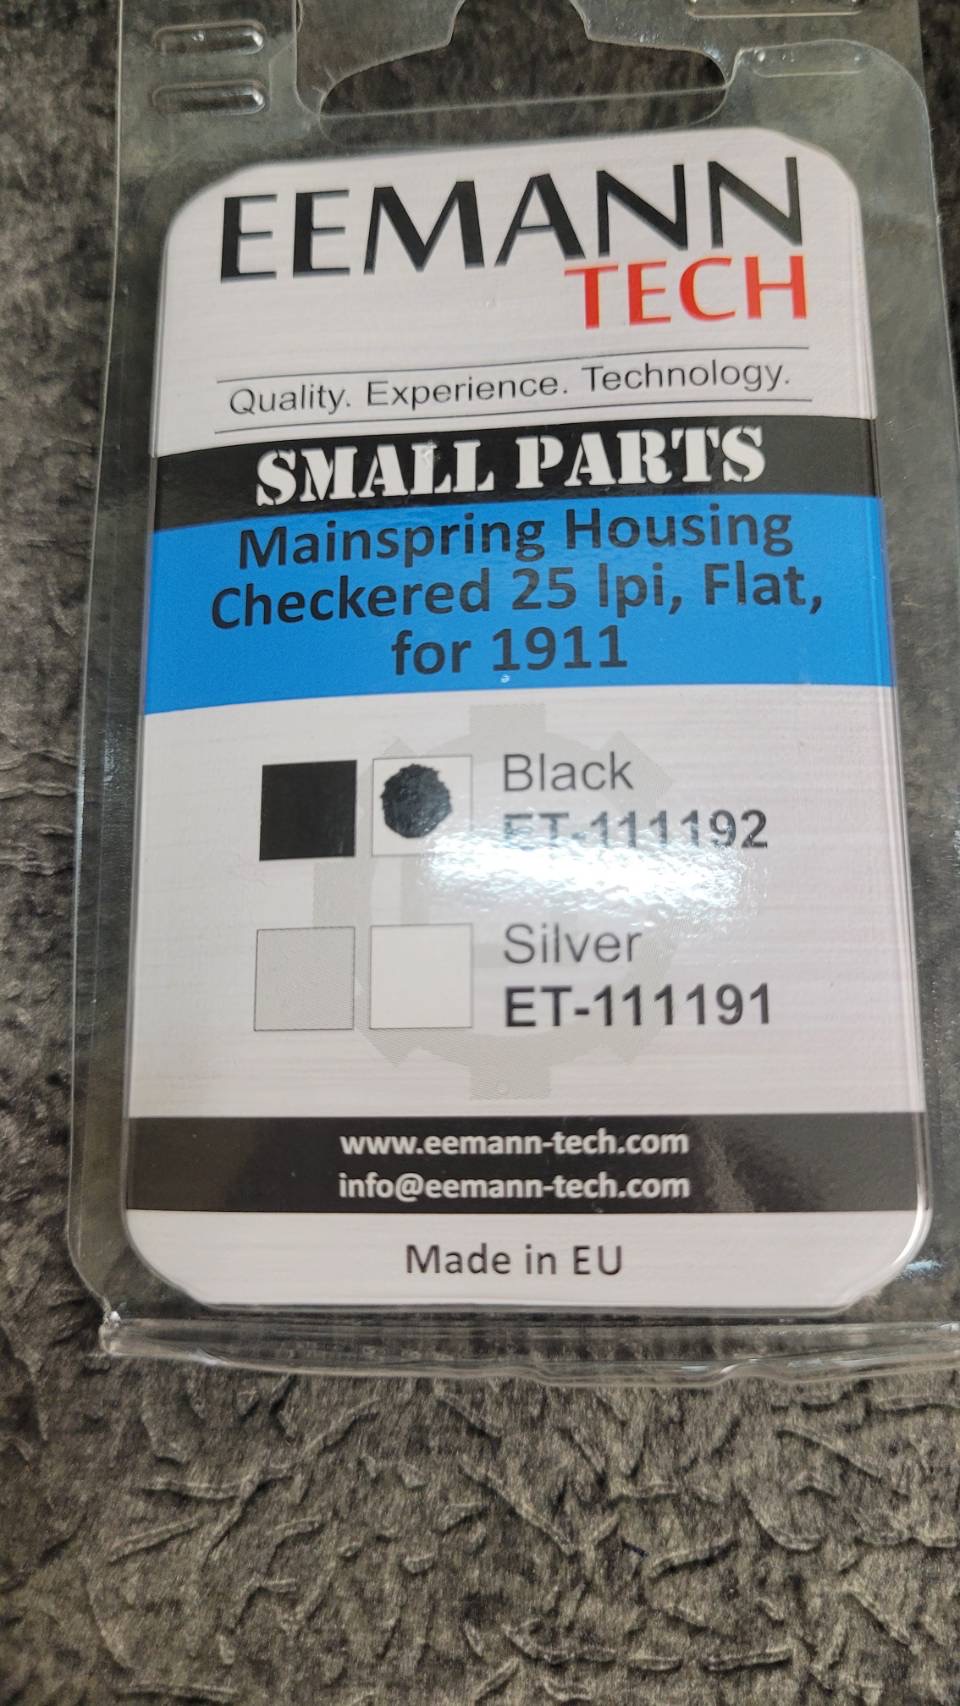 EEMANN
TECH
Quality. Experience. Technology.
SMALL PARTS
Mainspring Housing
Checkered 25 lpi, Flat,
for 1911
Black
ET-111192
Silver
ET-111191
www.eemann-tech.com
info@eemann-tech.com
Made in EU